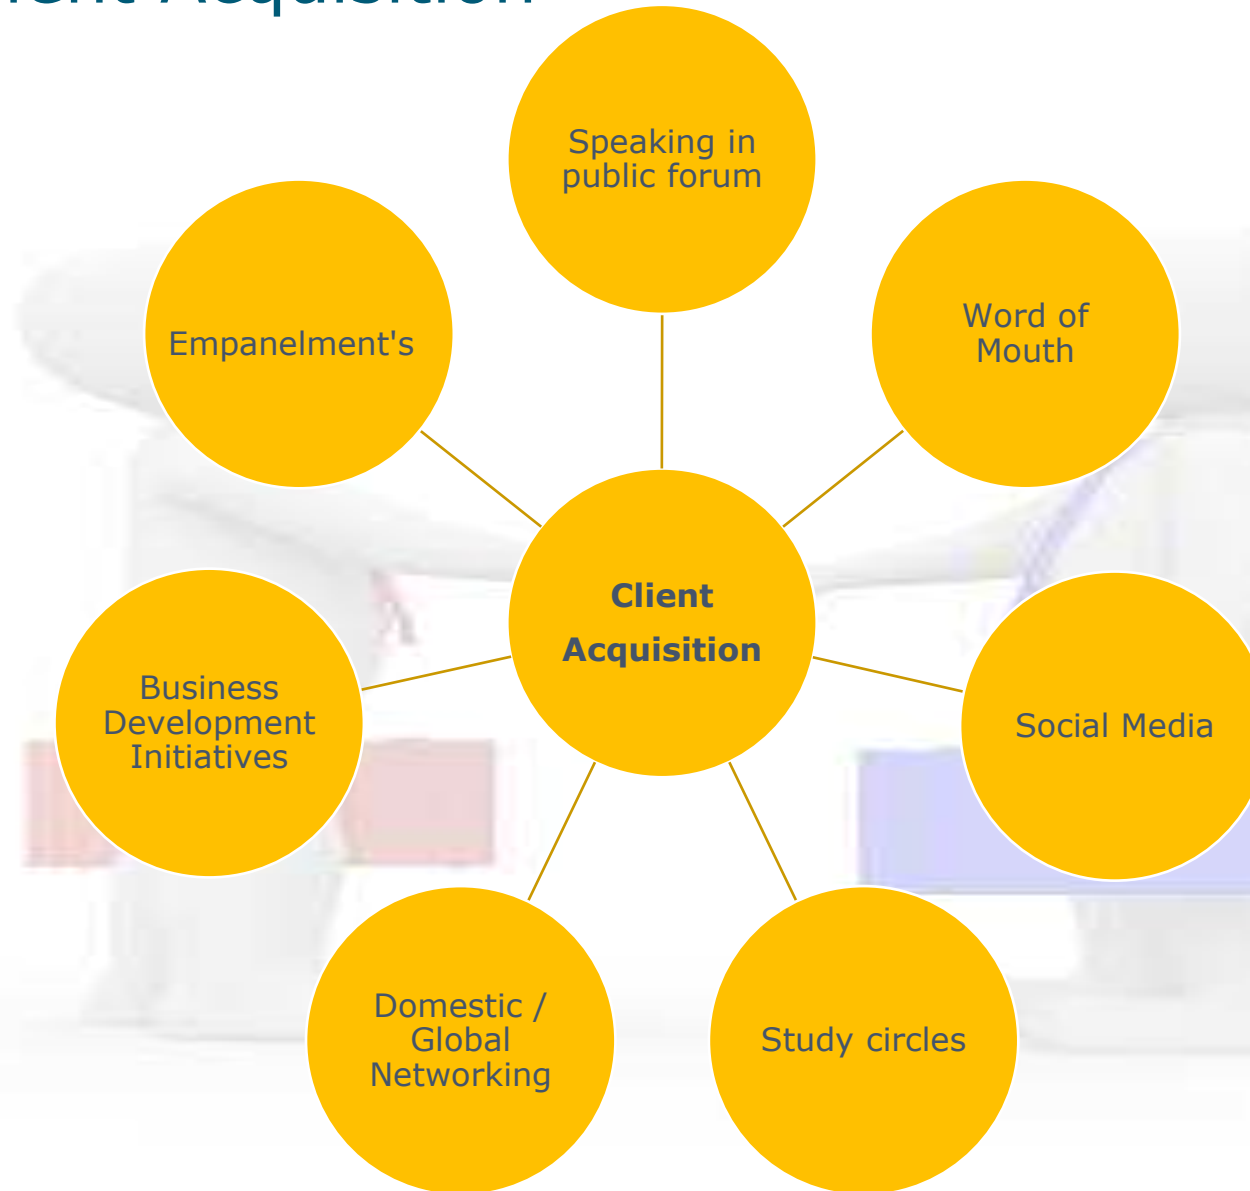 Acquisition
Speaking in
public forum
Word of
Mouth
Social Media
Study circles
Domestic /
Global
Networking
Business
Development
Initiatives
Empanelment's
Client
Acquisition